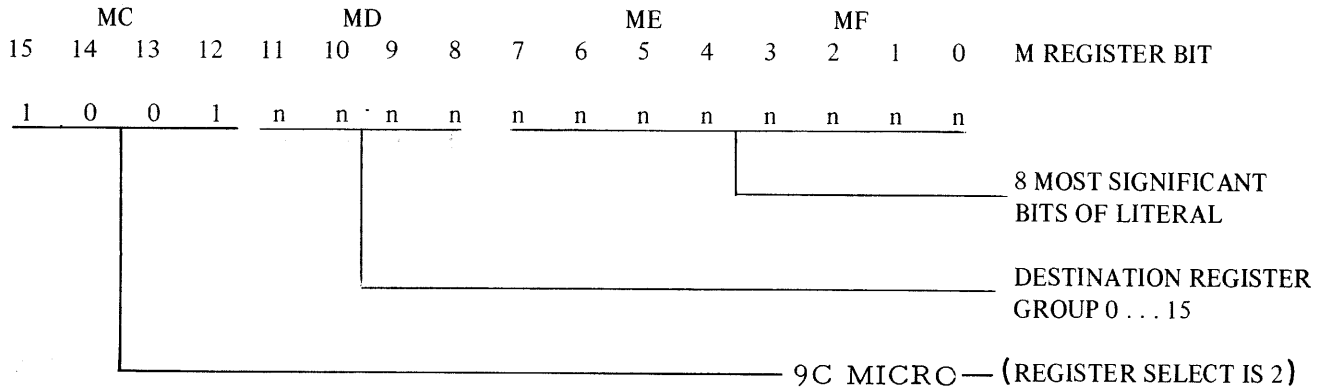 MC MD ME MF
15 14 13 12 11 10 9 8 7 6 5 4 3 2 1 0 M REGISTER BIT
1 0 0 1 n n n n n n n n n n n n
8 MOST SIGNIFICANT
BITS OF LITERAL
DESTINATION REGISTER
GROUP 0 . . . 15
9C MICRO — (REGISTER SELECT IS 2)